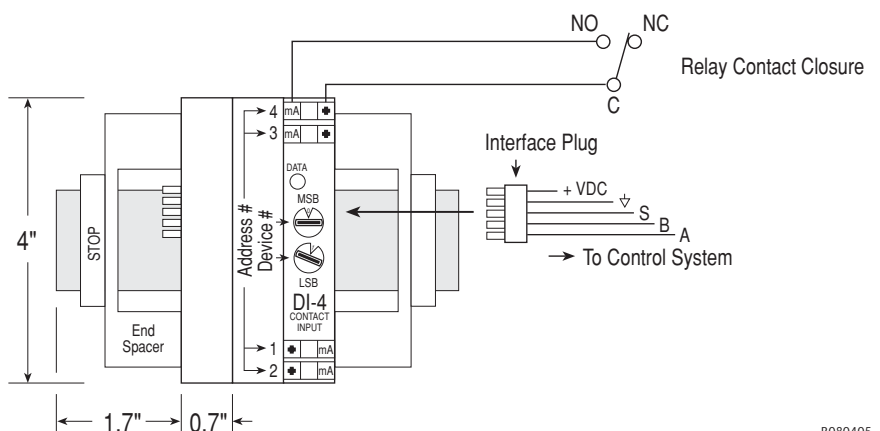 NO
NC
C
Relay Contact Closure
4
mA
3
mA
Interface Plug
+ VDC
S
B
A
To Control System
DATA
MSB
LSB
Address #
Device #
DI-4
CONTACT
INPUT
1
mA
2
mA
4"
STOP
End
Spacer
1.7"
0.7"
B080405